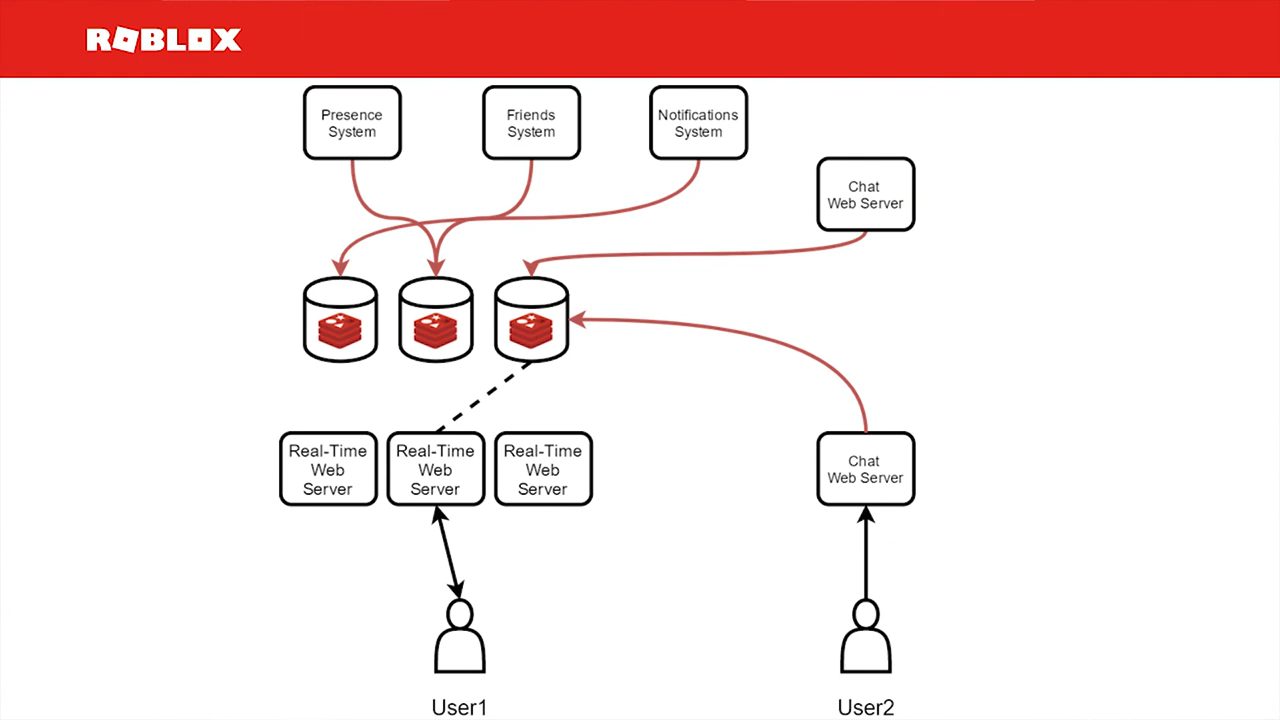 ROBLOX
Presence
System
Friends
System
Notifications
System
Chat
Web Server
Real-Time
Web
Server
Real-Time
Web
Server
Real-Time
Web
Server
Chat
Web Server
User1
User2